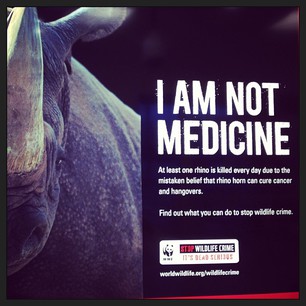 I AM NOT
MEDICINE
At least one rhino is killed every day due to the
mistaken belief that rhino horn can cure cancer
and hangovers.
Find out what you can do to stop wildlife crime.
WWF
STOP WILDLIFE CRIME
IT'S DEAD SERIOUS
worldwildlife.org/wildlifecrime